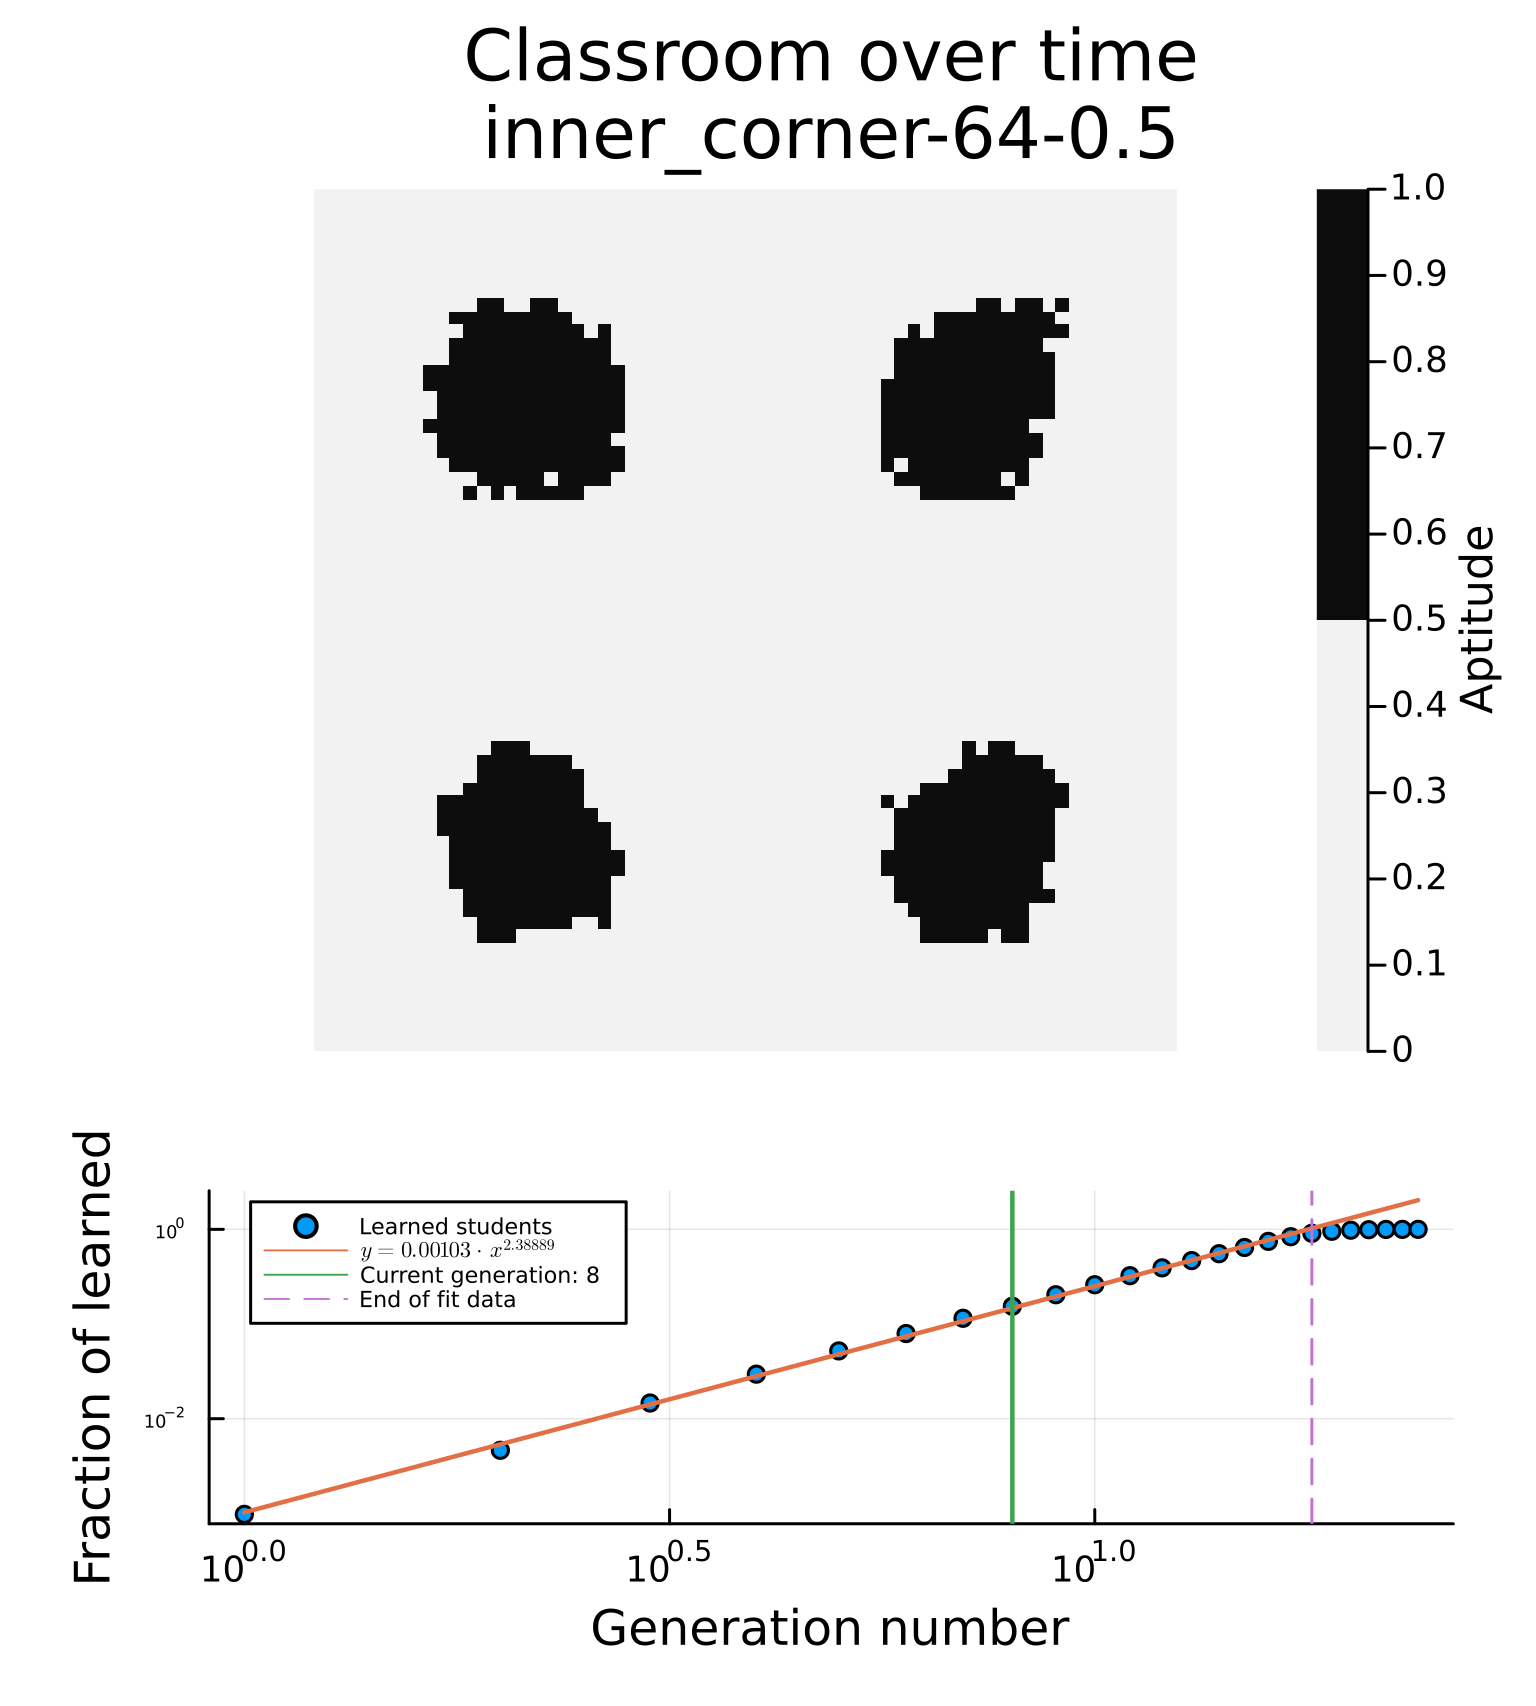 Classroom over time
inner_corner-64-0.5
1.0
0.9
0.8
0.7
0.6
0.5
0.4
0.3
0.2
0.1
0
Aptitude
Fraction of learned
10⁰
10⁻²
Learned students
y = 0.00103 · x^{2.38889}
Current generation: 8
End of fit data
10^{0.0}
10^{0.5}
10^{1.0}
Generation number